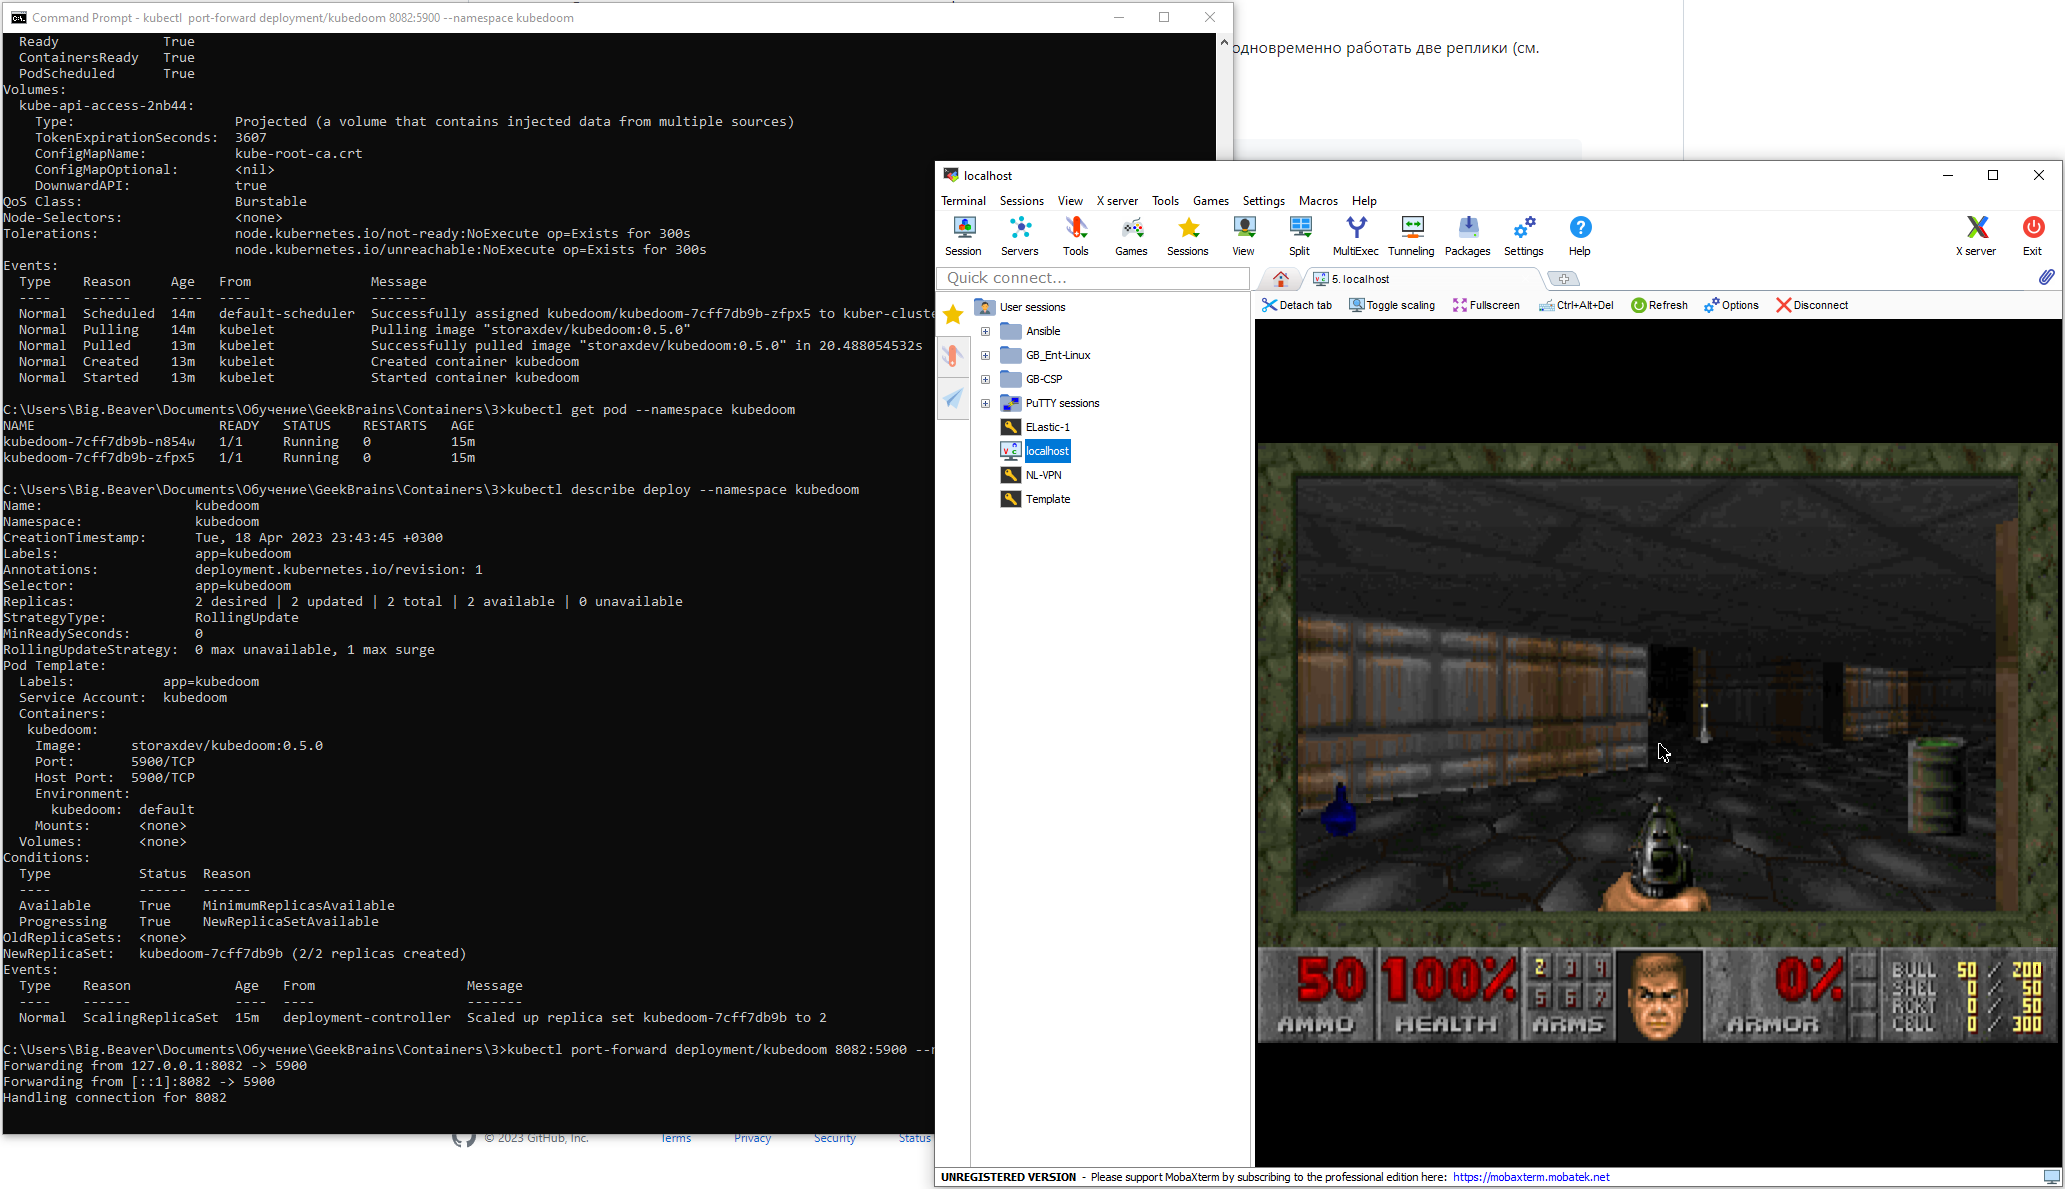 Command Prompt - kubectl  port-forward deployment/kubedoom 8082:5900 --namespace kubedoom
Ready             True
ContainersReady   True
PodScheduled      True
Volumes:
kube-api-access-2nb44:
Type:                    Projected (a volume that contains injected data from multiple sources)
TokenExpirationSeconds:  3607
ConfigMapName:           kube-root-ca.crt
ConfigMapOptional:       <nil>
DownwardAPI:             true
QoS Class:                   Burstable
Node-Selectors:              <none>
Tolerations:                 node.kubernetes.io/not-ready:NoExecute op=Exists for 300s
node.kubernetes.io/unreachable:NoExecute op=Exists for 300s
Events:
Type    Reason     Age   From               Message
----    ------     ----  ----               -------
Normal  Scheduled  14m   default-scheduler  Successfully assigned kubedoom/kubedoom-7cff7db9b-zfpx5 to kuber-cluste
Normal  Pulling    14m   kubelet            Pulling image "storaxdev/kubedoom:0.5.0"
Normal  Pulled     13m   kubelet            Successfully pulled image "storaxdev/kubedoom:0.5.0" in 20.488054532s
Normal  Created    13m   kubelet            Created container kubedoom
Normal  Started    13m   kubelet            Started container kubedoom
C:\Users\Big.Beaver\Documents\Обучение\GeekBrains\Containers\3>kubectl get pod --namespace kubedoom
NAME                       READY   STATUS    RESTARTS   AGE
kubedoom-7cff7db9b-n854w   1/1     Running   0          15m
kubedoom-7cff7db9b-zfpx5   1/1     Running   0          15m
C:\Users\Big.Beaver\Documents\Обучение\GeekBrains\Containers\3>kubectl describe deploy --namespace kubedoom
Name:                   kubedoom
Namespace:              kubedoom
CreationTimestamp:      Tue, 18 Apr 2023 23:43:45 +0300
Labels:                 app=kubedoom
Annotations:            deployment.kubernetes.io/revision: 1
Selector:               app=kubedoom
Replicas:               2 desired | 2 updated | 2 total | 2 available | 0 unavailable
StrategyType:           RollingUpdate
MinReadySeconds:        0
RollingUpdateStrategy:  0 max unavailable, 1 max surge
Pod Template:
Labels:           app=kubedoom
Service Account:  kubedoom
Containers:
kubedoom:
Image:      storaxdev/kubedoom:0.5.0
Port:       5900/TCP
Host Port:  5900/TCP
Environment:
kubedoom:  default
Mounts:      <none>
Volumes:       <none>
Conditions:
Type           Status  Reason
----           ------  ------
Available      True    MinimumReplicasAvailable
Progressing    True    NewReplicaSetAvailable
OldReplicaSets:  <none>
NewReplicaSet:   kubedoom-7cff7db9b (2/2 replicas created)
Events:
Type    Reason             Age   From                   Message
----    ------             ----  ----                   -------
Normal  ScalingReplicaSet  15m   deployment-controller  Scaled up replica set kubedoom-7cff7db9b to 2
C:\Users\Big.Beaver\Documents\Обучение\GeekBrains\Containers\3>kubectl port-forward deployment/kubedoom 8082:5900 --n
Forwarding from 127.0.0.1:8082 -> 5900
Forwarding from [::1]:8082 -> 5900
Handling connection for 8082
© 2023 GitHub, Inc. Terms Privacy Security Status
одновременно работать две реплики (см.
localhost
Terminal Sessions View X server Tools Games Settings Macros Help
Session Servers Tools Games Sessions View Split MultiExec Tunneling Packages Settings Help X server Exit
Quick connect...
5. localhost
Detach tab Toggle scaling Fullscreen Ctrl+Alt+Del Refresh Options Disconnect
User sessions
Ansible
GB_Ent-Linux
GB-CSP
PuTTY sessions
ELastic-1
localhost
NL-VPN
Template
50 100% 2 3 4 0% BULL 50 / 200
5 6 7 SHEL 0 / 50
RCKT 0 / 50
AMMO HEALTH ARMS ARMOR CELL 0 / 300
UNREGISTERED VERSION - Please support MobaXterm by subscribing to the professional edition here: https://mobaxterm.mobatek.net